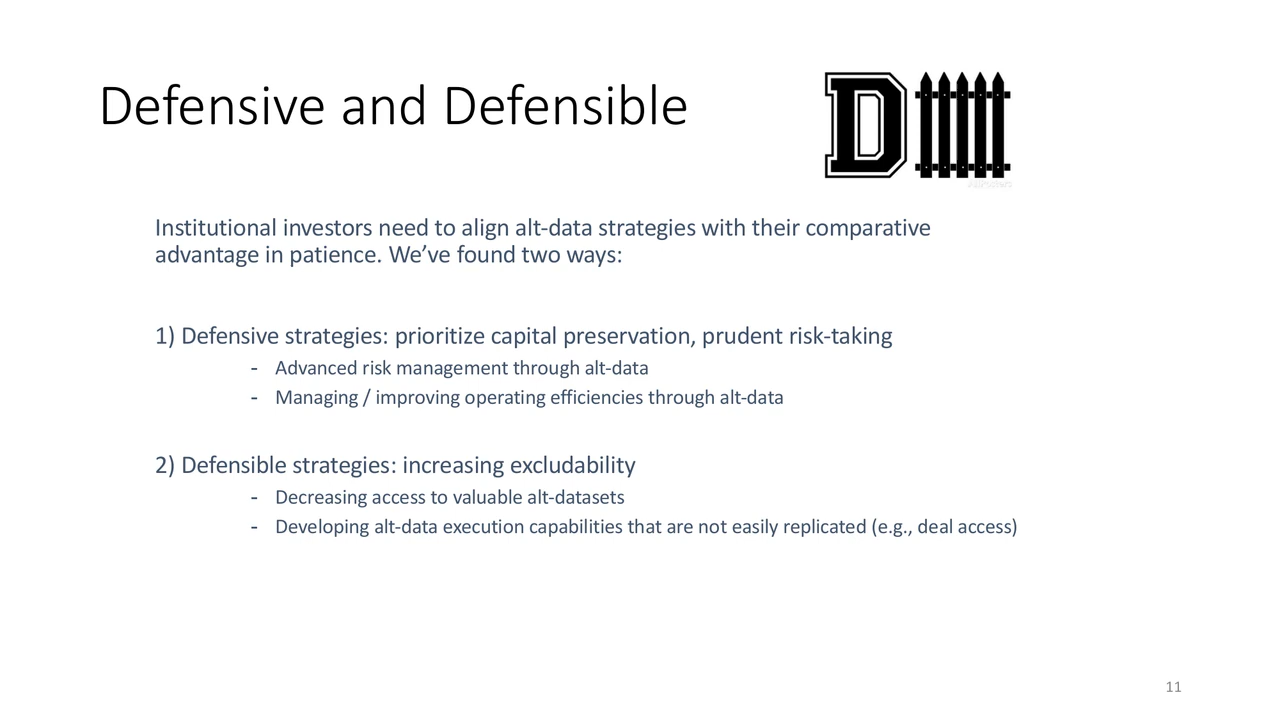 Defensive and Defensible
D
Institutional investors need to align alt-data strategies with their comparative
advantage in patience. We’ve found two ways:
1) Defensive strategies: prioritize capital preservation, prudent risk-taking
- Advanced risk management through alt-data
- Managing / improving operating efficiencies through alt-data
2) Defensible strategies: increasing excludability
- Decreasing access to valuable alt-datasets
- Developing alt-data execution capabilities that are not easily replicated (e.g., deal access)
11